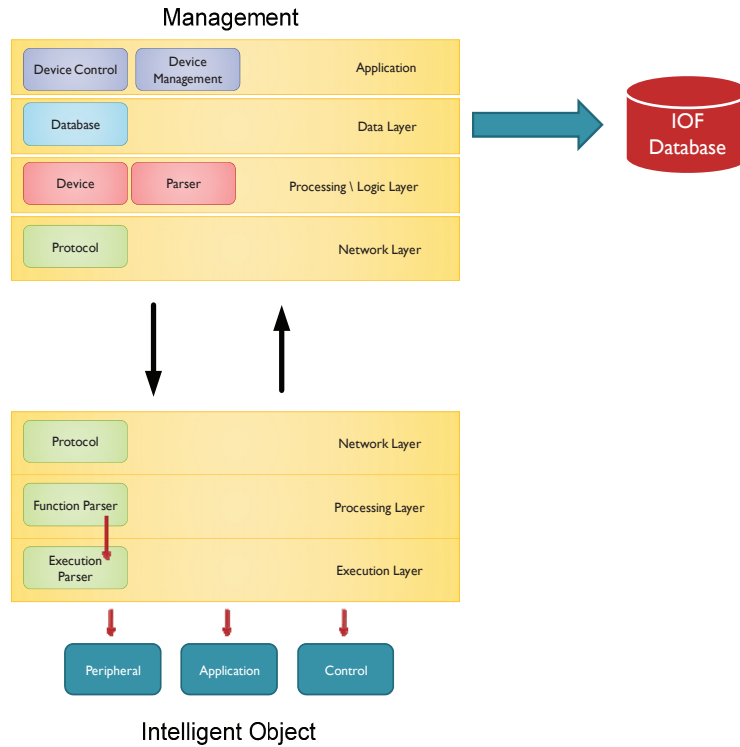 Management
Device Control
Device
Management
Application
Database
Data Layer
IOF
Database
Device
Parser
Processing \ Logic Layer
Protocol
Network Layer
Protocol
Network Layer
Function Parser
Processing Layer
Execution
Parser
Execution Layer
Peripheral
Application
Control
Intelligent Object